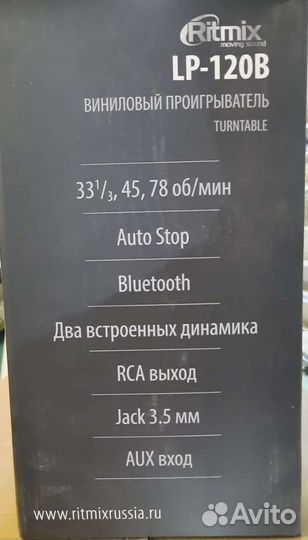 Ritmix
moving sound
LP-120B
ВИНИЛОВЫЙ ПРОИГРЫВАТЕЛЬ
TURNTABLE
33¹/₃, 45, 78 об/мин
Auto Stop
Bluetooth
Два встроенных динамика
RCA выход
Jack 3.5 мм
AUX вход
www.ritmixrussia.ru
Avito